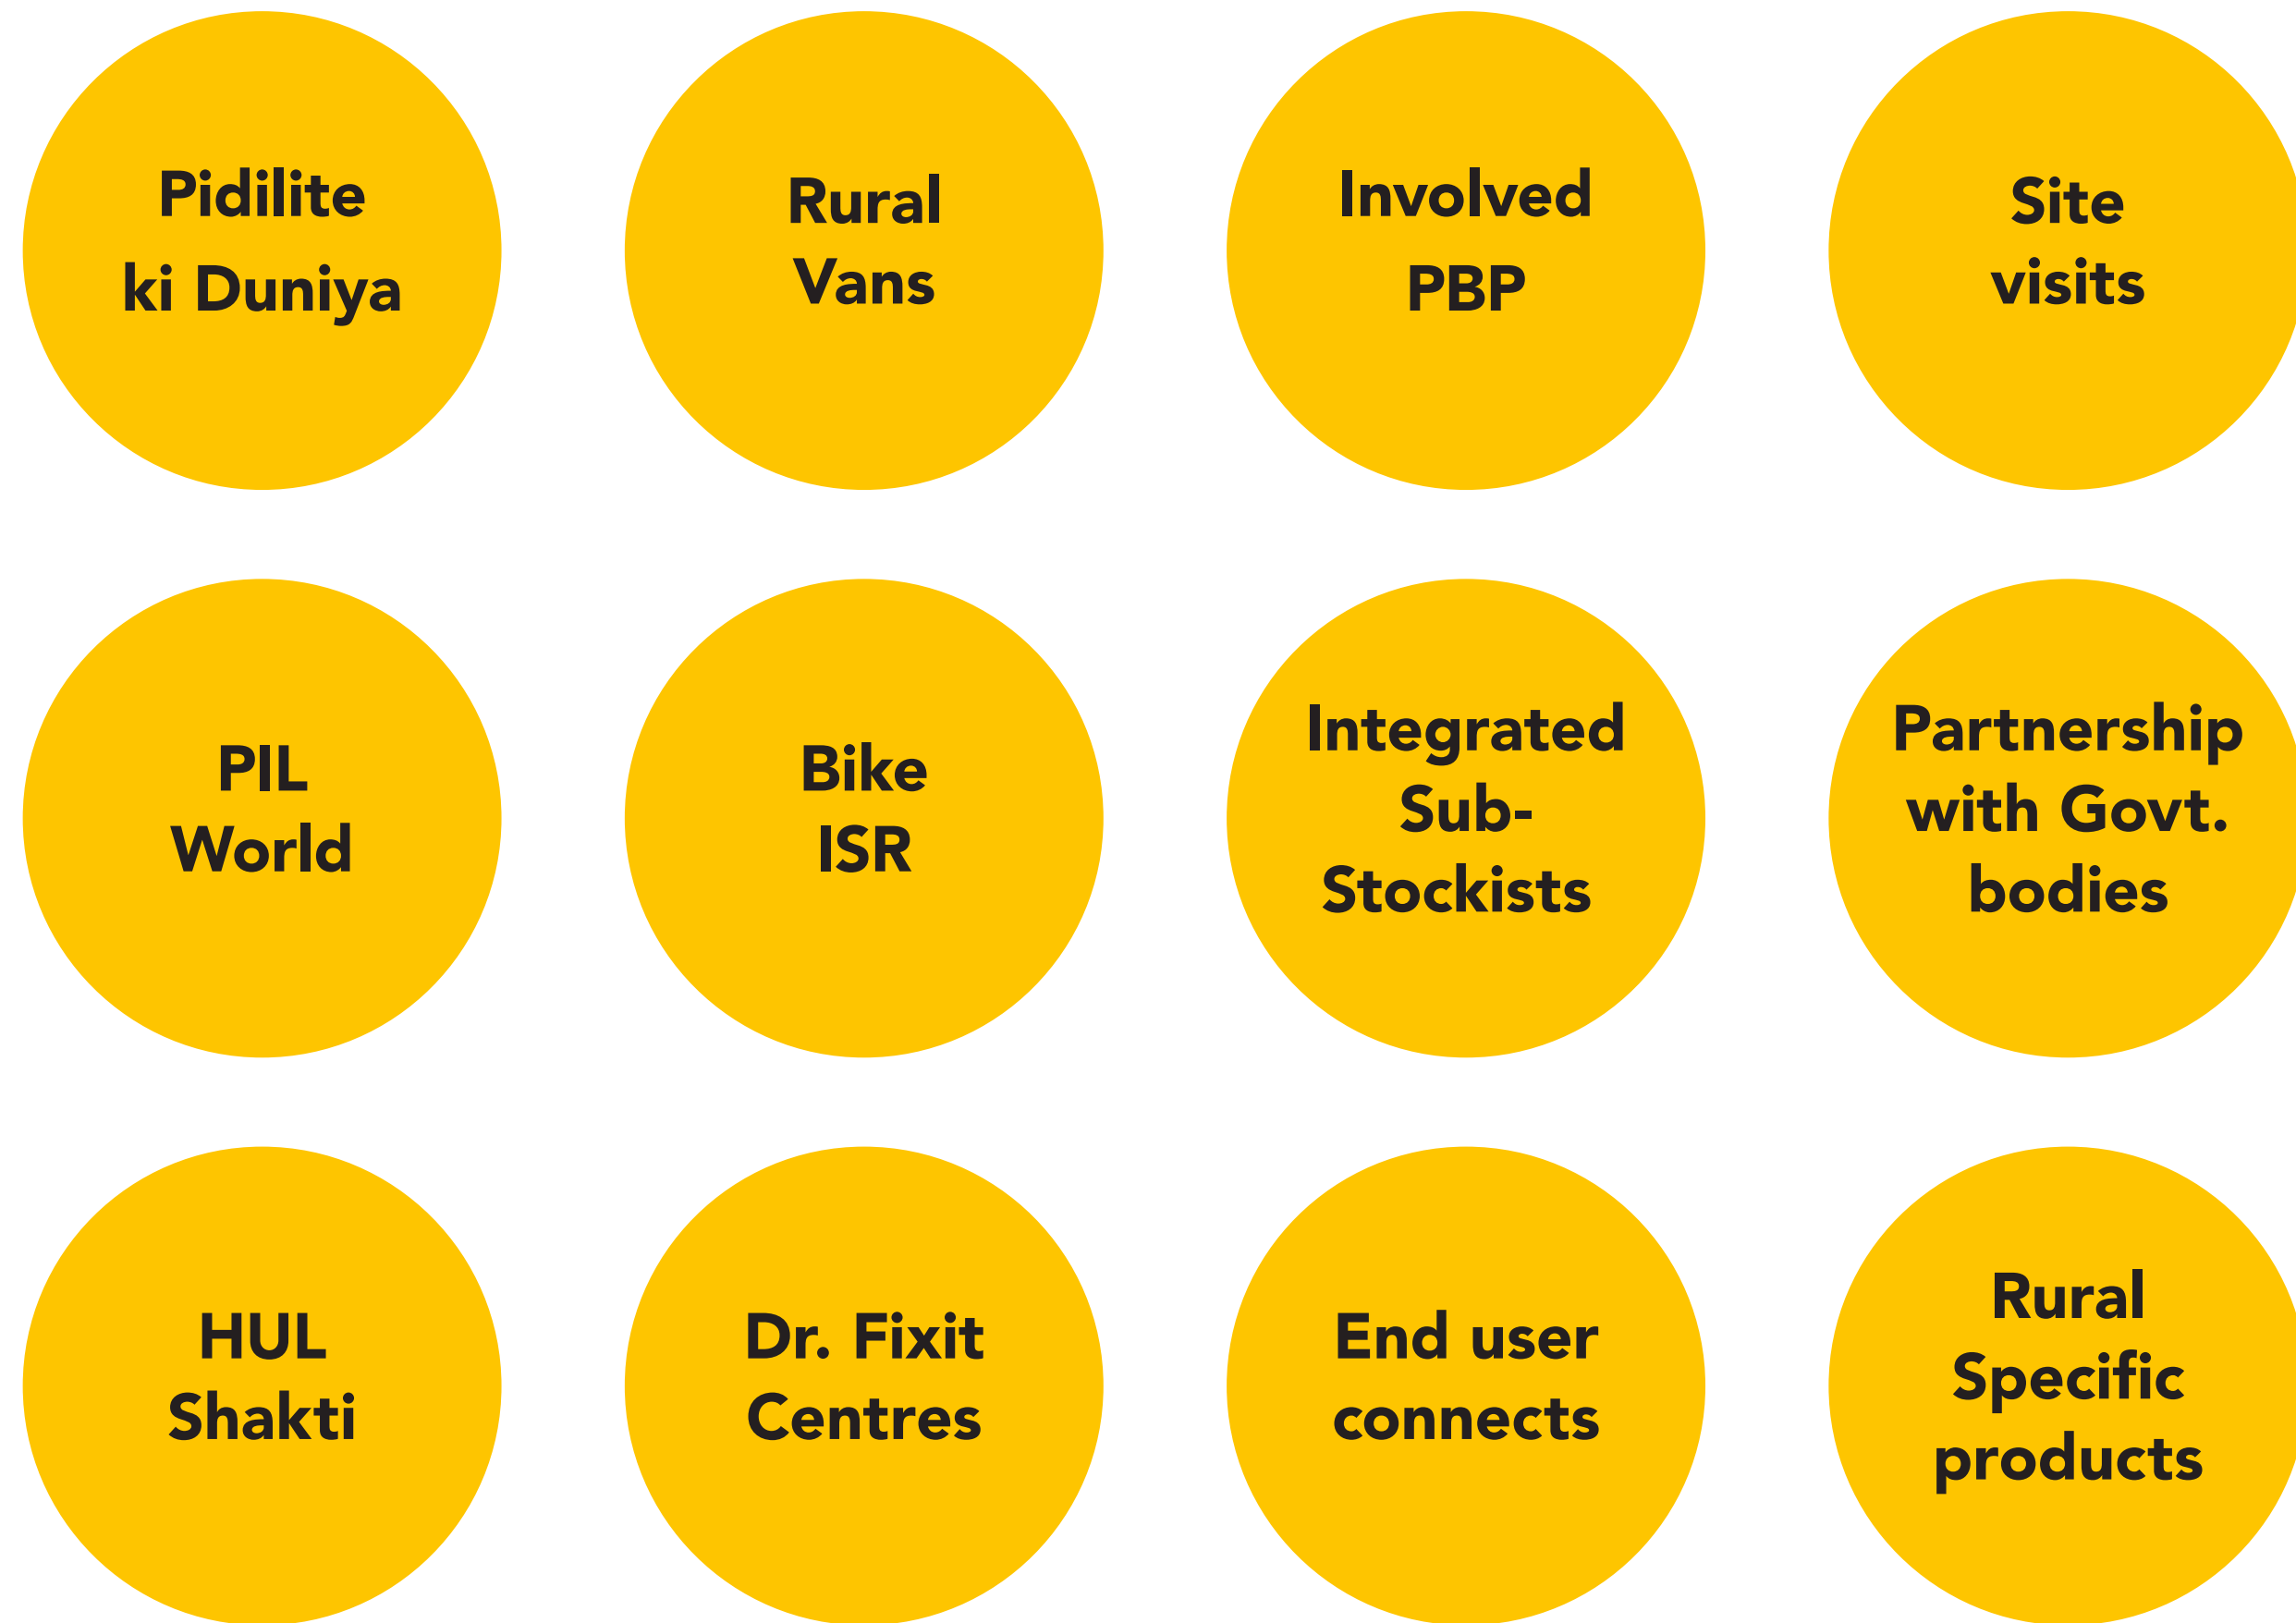 Pidilite
ki Duniya
Rural
Vans
Involved
PBP
Site
visits
PIL
World
Bike
ISR
Integrated
Sub-
Stockists
Partnership
with Govt.
bodies
HUL
Shakti
Dr. Fixit
Centres
End user
connects
Rural
Specific
products